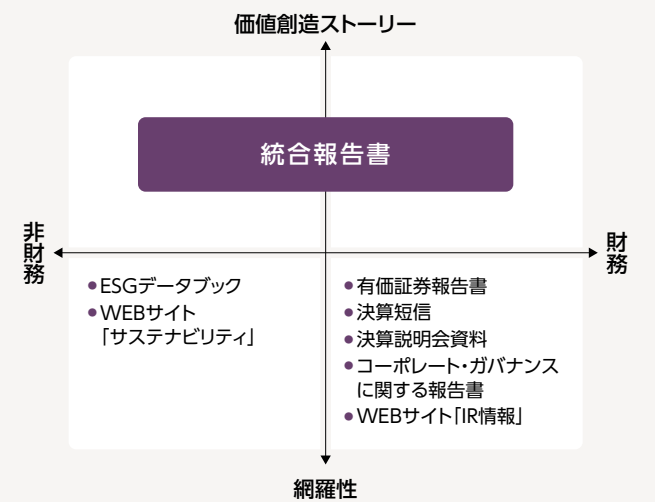 価値創造ストーリー
統合報告書
非財務
財務
●ESGデータブック
●WEBサイト
「サステナビリティ」
●有価証券報告書
●決算短信
●決算説明会資料
●コーポレート・ガバナンス
に関する報告書
●WEBサイト「IR情報」
網羅性